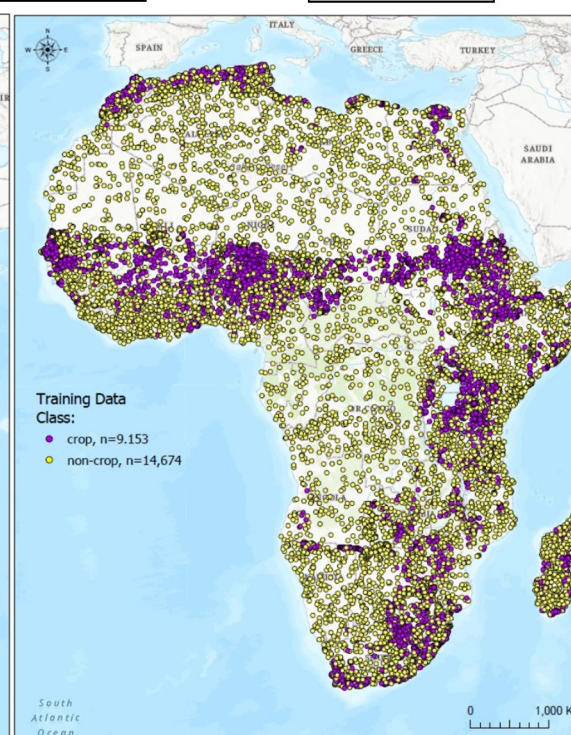 ITALY
N
W E
S
SPAIN
GREECE
TURKEY
SAUDI
ARABIA
SUDA
Training Data
Class:
crop, n=9.153
non-crop, n=14,674
South
Atlantic
Ocean
0 1,000 K